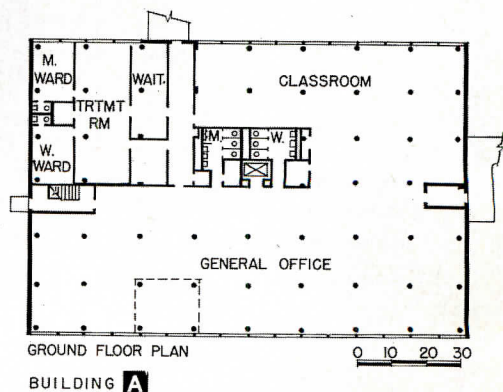 M.
WARD
TRTMT
RM
WAIT.
CLASSROOM
W.
WARD
M.
W.
GENERAL OFFICE
GROUND FLOOR PLAN
0 10 20 30
BUILDING A